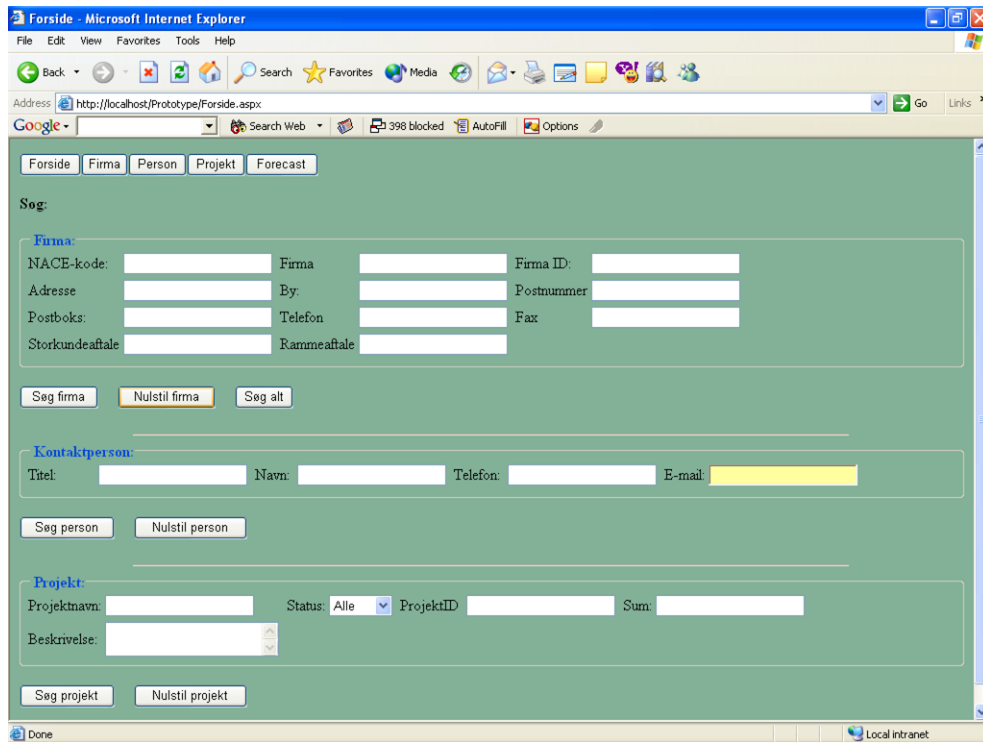 Forside - Microsoft Internet Explorer
File Edit View Favorites Tools Help
Back Search Favorites Media
Address http://localhost/Prototype/Forside.aspx Go Links »
Google Search Web 398 blocked AutoFill Options
Forside Firma Person Projekt Forecast
Søg:
Firma:
NACE-kode: Firma Firma ID:
Adresse By: Postnummer
Postboks: Telefon Fax
Storkundeaftale Rammeaftale
Søg firma Nulstil firma Søg alt
Kontaktperson:
Titel: Navn: Telefon: E-mail:
Søg person Nulstil person
Projekt:
Projektnavn: Status: Alle ProjektID Sum:
Beskrivelse:
Søg projekt Nulstil projekt
Done Local intranet